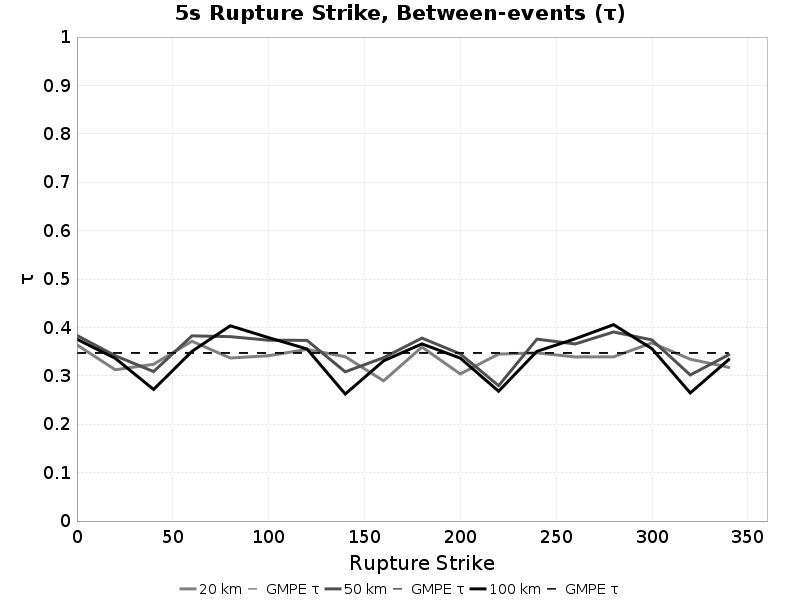 5s Rupture Strike, Between-events (τ)
1
0.9
0.8
0.7
0.6
0.5
0.4
0.3
0.2
0.1
0
τ
0 50 100 150 200 250 300 350
Rupture Strike
20 km GMPE τ 50 km GMPE τ 100 km GMPE τ